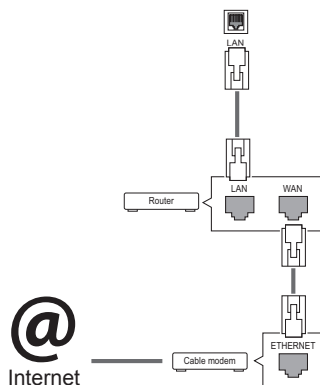 LAN
LAN WAN
Router
ETHERNET
Cable modem
@
Internet